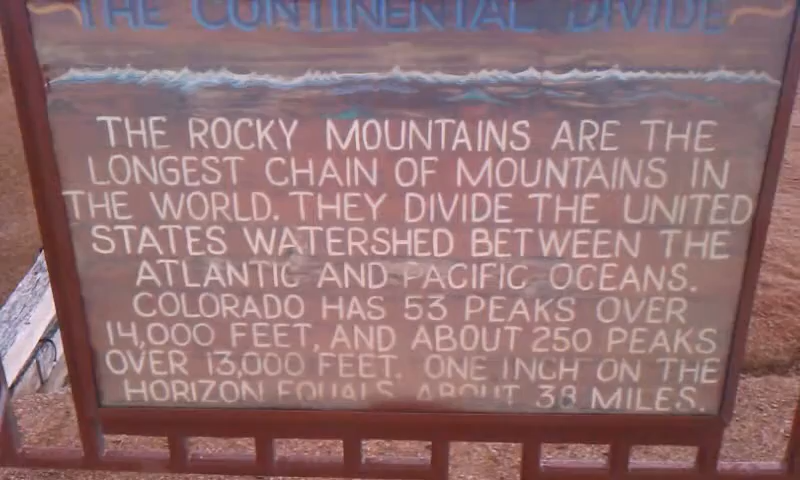 THE CONTINENTAL DIVIDE
THE ROCKY MOUNTAINS ARE THE
LONGEST CHAIN OF MOUNTAINS IN
THE WORLD. THEY DIVIDE THE UNITED
STATES WATERSHED BETWEEN THE
ATLANTIC AND PACIFIC OCEANS.
COLORADO HAS 53 PEAKS OVER
14,000 FEET, AND ABOUT 250 PEAKS
OVER 13,000 FEET. ONE INCH ON THE
HORIZON EQUALS ABOUT 38 MILES.